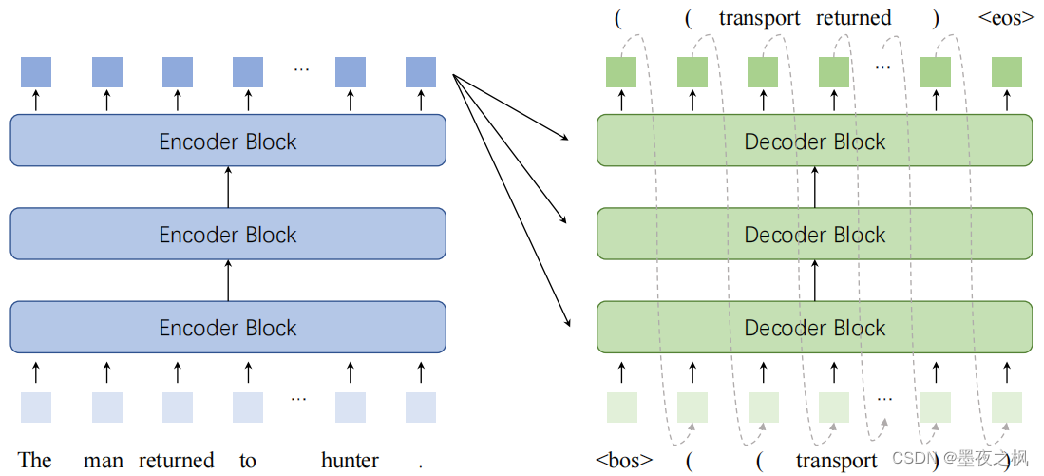 ( ( transport returned ) <eos>
...
...
Encoder Block
Decoder Block
Encoder Block
Decoder Block
Encoder Block
Decoder Block
...
...
The man returned to hunter .
<bos> ( ( transport ) )
CSDN @墨夜之枫